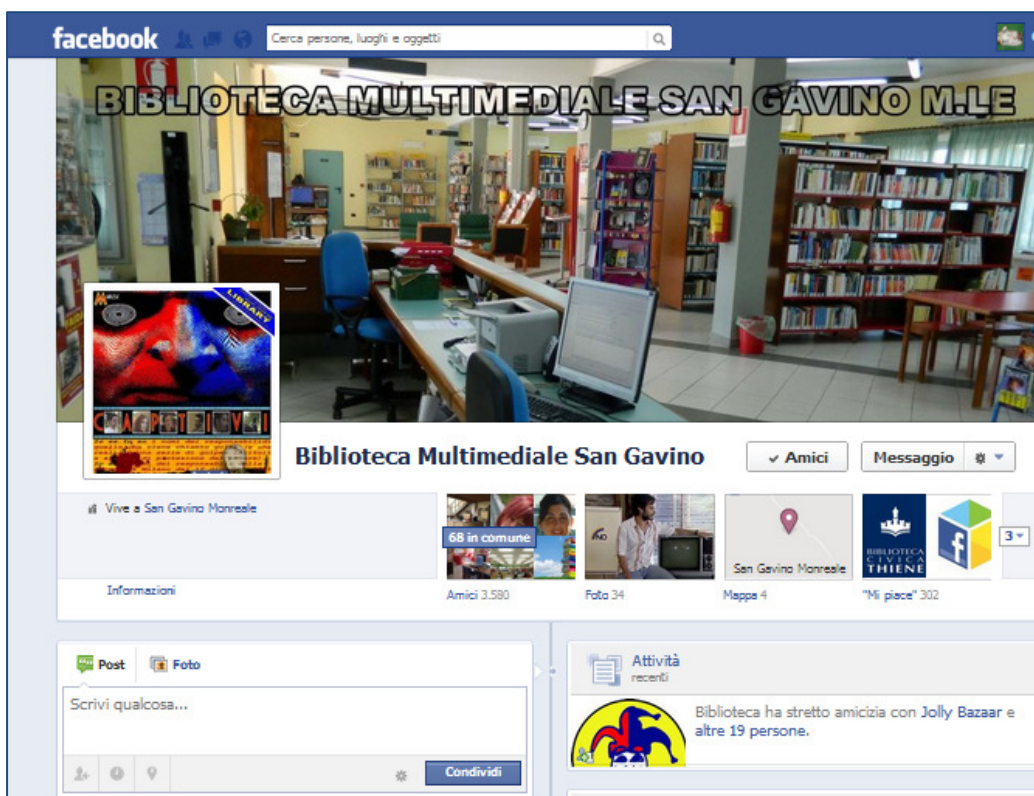 facebook
Cerca persone, luoghi e oggetti
BIBLIOTECA MULTIMEDIALE SAN GAVINO M.LE
LIBRARY
CAPTIVI
Biblioteca Multimediale San Gavino
Amici
Messaggio
Vive a San Gavino Monreale
68 in comune
San Gavino Monreale
BIBLIOTECA
CIVICA
THIENE
3
Informazioni
Amici 3.580
Foto 34
Mappa 4
"Mi piace" 302
Post
Foto
Attività
recenti
Scrivi qualcosa...
Biblioteca ha stretto amicizia con Jolly Bazaar e
altre 19 persone.
Condividi